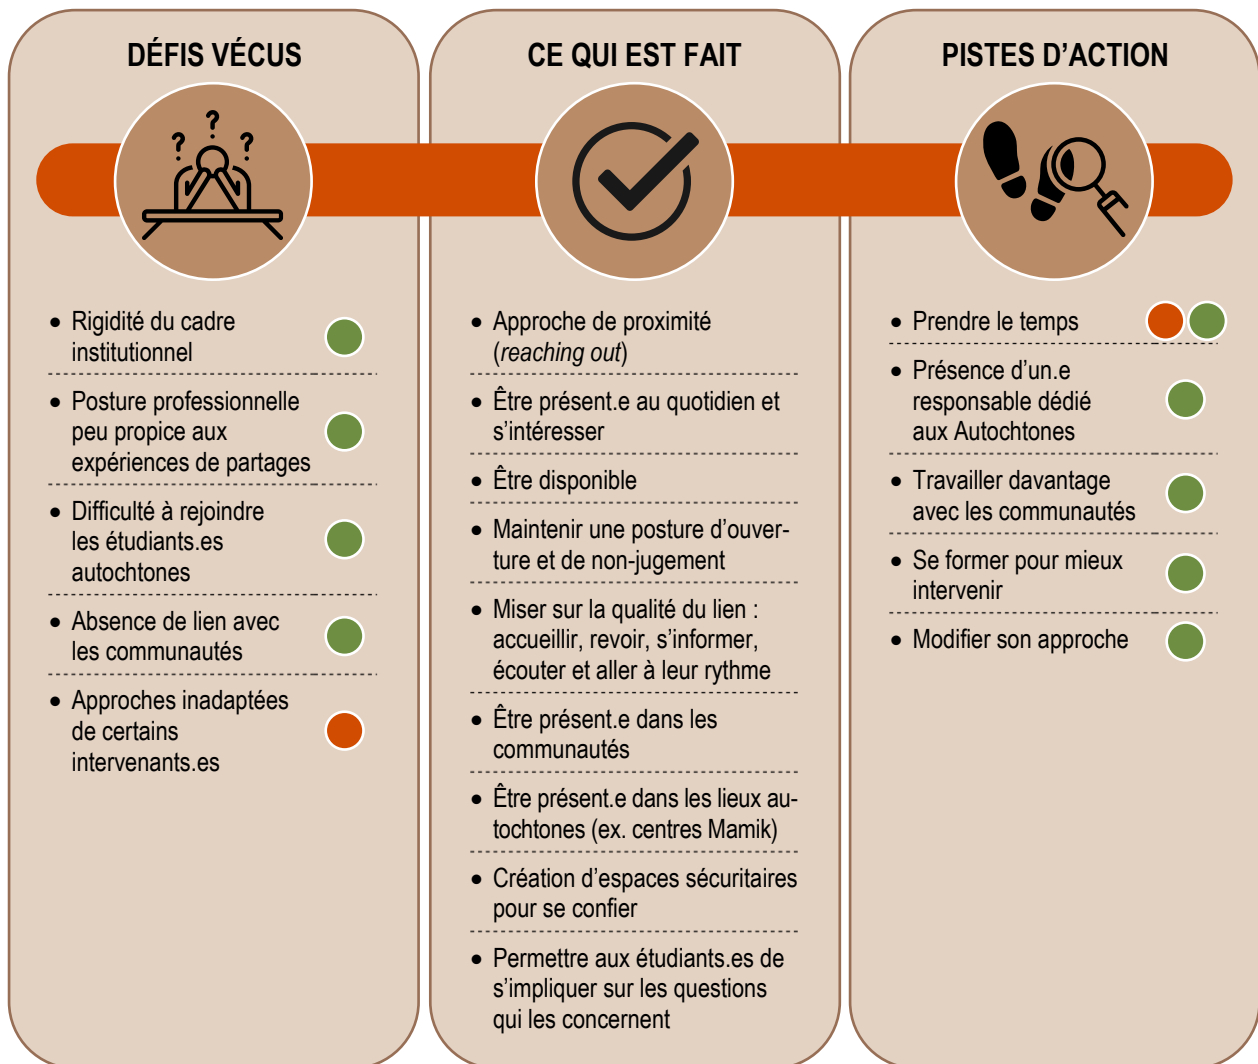 DÉFIS VÉCUS
• Rigidité du cadre
institutionnel
• Posture professionnelle
peu propice aux
expériences de partages
• Difficulté à rejoindre
les étudiants.es
autochtones
• Absence de lien avec
les communautés
• Approches inadaptées
de certains
intervenants.es
CE QUI EST FAIT
• Approche de proximité
(reaching out)
• Être présent.e au quotidien et
s’intéresser
• Être disponible
• Maintenir une posture d’ouver-
ture et de non-jugement
• Miser sur la qualité du lien :
accueillir, revoir, s’informer,
écouter et aller à leur rythme
• Être présent.e dans les
communautés
• Être présent.e dans les lieux au-
tochtones (ex. centres Mamik)
• Création d’espaces sécuritaires
pour se confier
• Permettre aux étudiants.es de
s’impliquer sur les questions
qui les concernent
PISTES D’ACTION
• Prendre le temps
• Présence d’un.e
responsable dédié
aux Autochtones
• Travailler davantage
avec les communautés
• Se former pour mieux
intervenir
• Modifier son approche